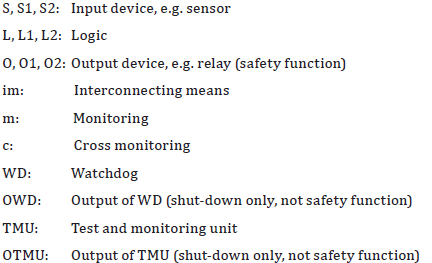 S, S1, S2: Input device, e.g. sensor
L, L1, L2: Logic
O, O1, O2: Output device, e.g. relay (safety function)
im: Interconnecting means
m: Monitoring
c: Cross monitoring
WD: Watchdog
OWD: Output of WD (shut-down only, not safety function)
TMU: Test and monitoring unit
OTMU: Output of TMU (shut-down only, not safety function)